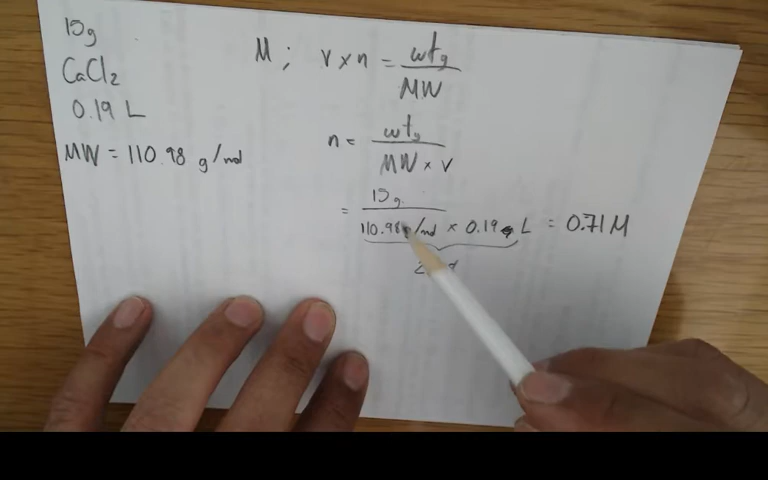 15g
CaCl2
0.19 L
MW = 110.98 g/mol
M ; V x n = wtg / MW
n = wtg / MW x V
= 15g / 110.98g/mol x 0.19 L = 0.71 M